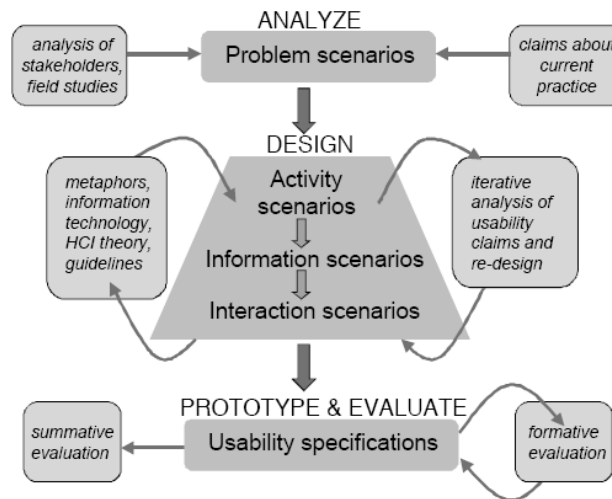 ANALYZE
analysis of
stakeholders,
field studies
Problem scenarios
claims about
current
practice
DESIGN
metaphors,
information
technology,
HCI theory,
guidelines
Activity
scenarios
Information scenarios
Interaction scenarios
iterative
analysis of
usability
claims and
re-design
PROTOTYPE & EVALUATE
summative
evaluation
Usability specifications
formative
evaluation